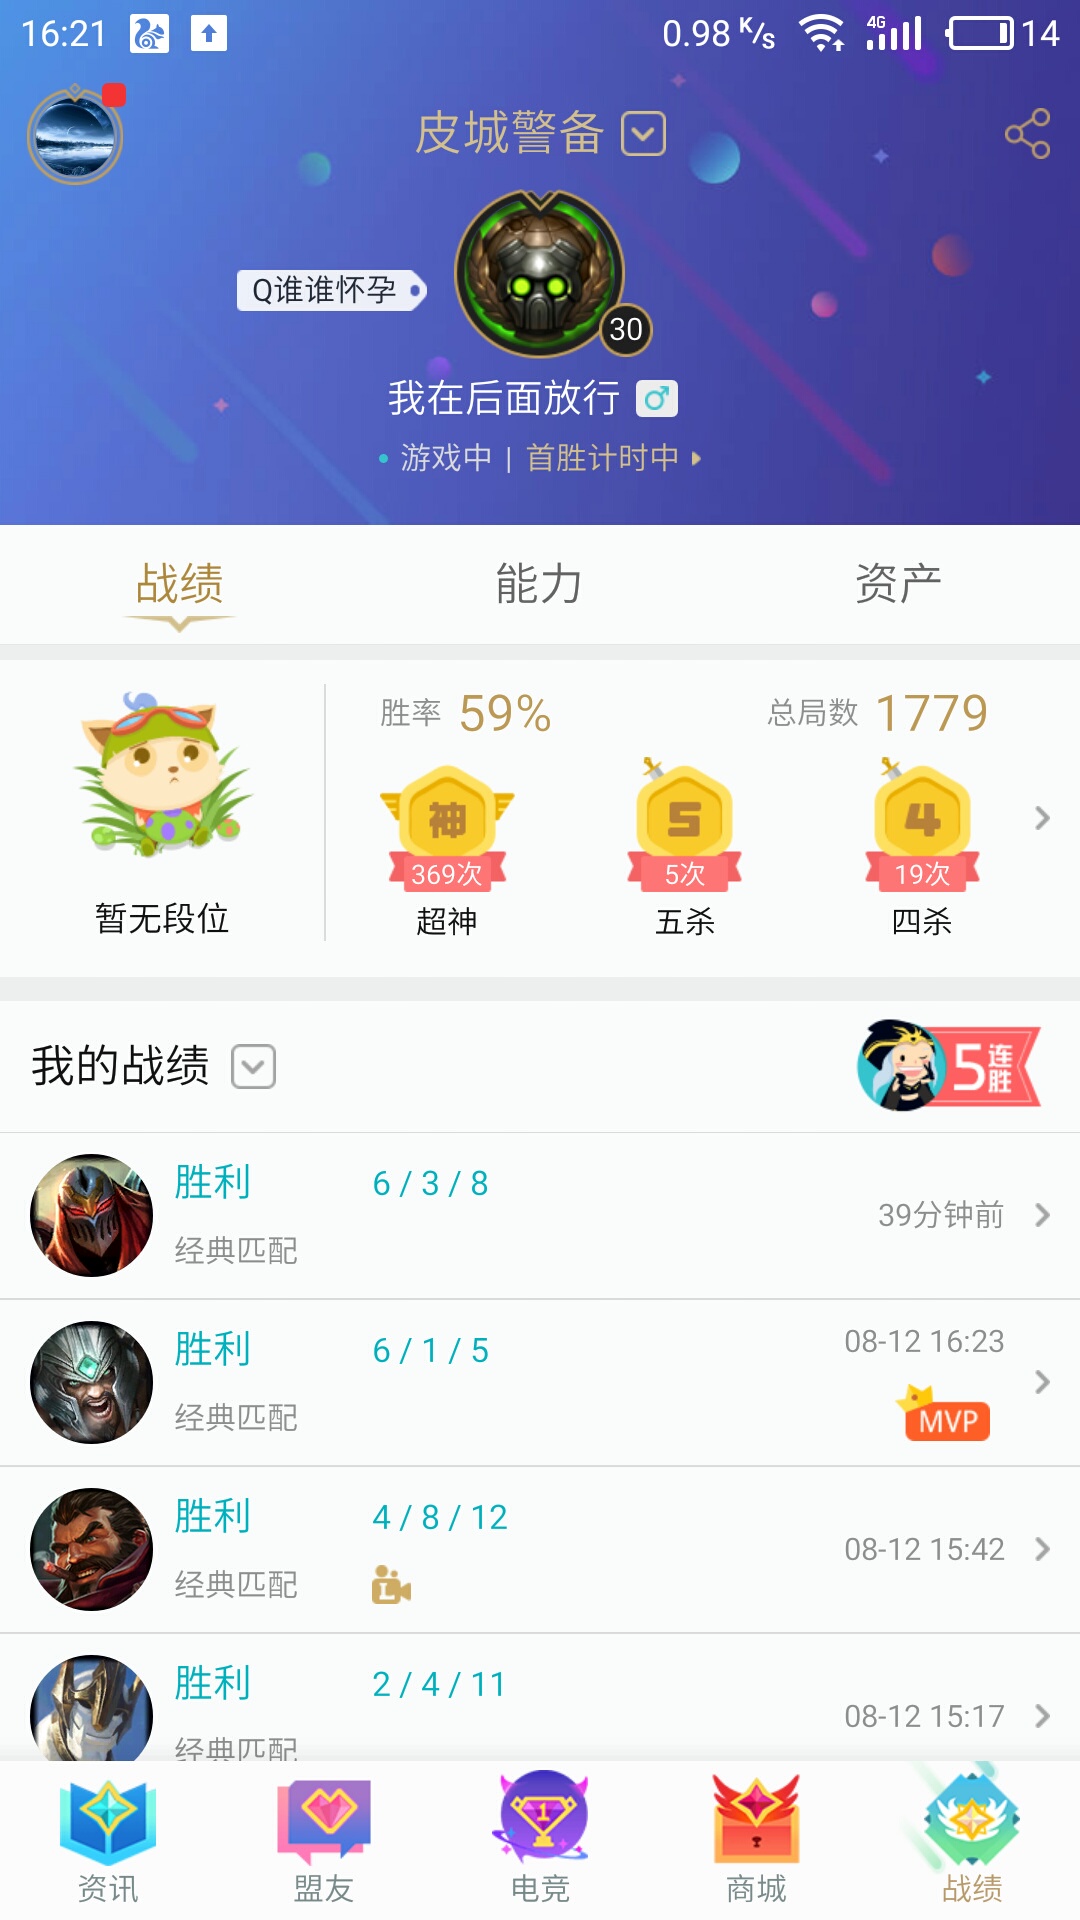 16:21 0.98 K/s 4G 14
皮城警备
Q谁谁怀孕
30
我在后面放行
游戏中 | 首胜计时中
战绩 能力 资产
胜率 59% 总局数 1779
神 5 4
369次 5次 19次
暂无段位 超神 五杀 四杀
我的战绩 5连胜
胜利 6 / 3 / 8
39分钟前
经典匹配
胜利 6 / 1 / 5 08-12 16:23
经典匹配 MVP
胜利 4 / 8 / 12
08-12 15:42
经典匹配 L
胜利 2 / 4 / 11
08-12 15:17
经典匹配
1
资讯 盟友 电竞 商城 战绩